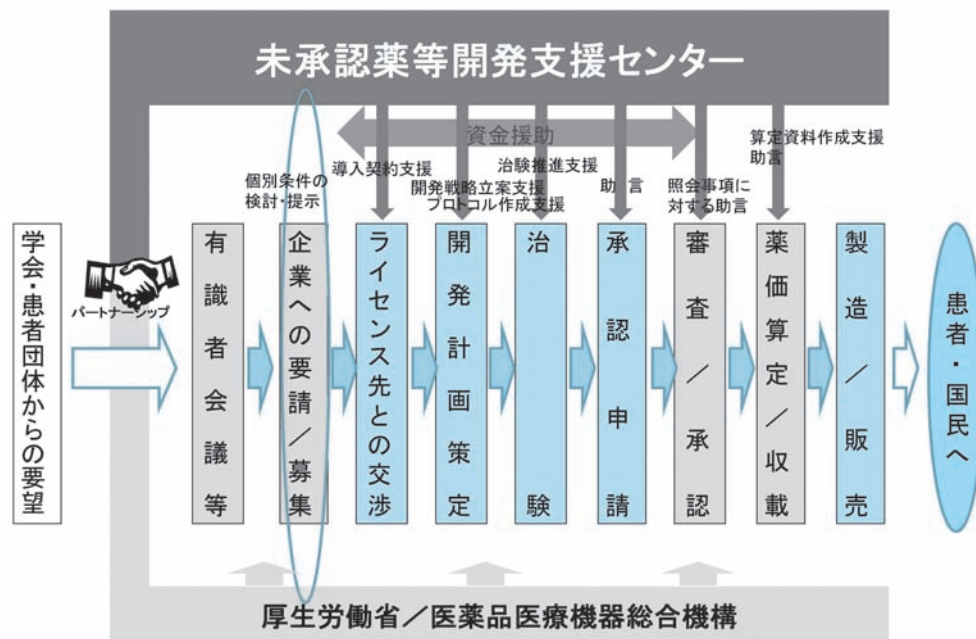 未承認薬等開発支援センター
資金援助
算定資料作成支援
助言
導入契約支援
治験推進支援
個別条件の
検討・提示
開発戦略立案支援
プロトコル作成支援
助言
照会事項に
対する助言
学会・患者団体からの要望
パートナーシップ
有識者会議等
企業への要請／募集
ライセンス先との交渉
開発計画策定
治験
承認申請
審査／承認
薬価算定／収載
製造／販売
患者・国民へ
厚生労働省／医薬品医療機器総合機構